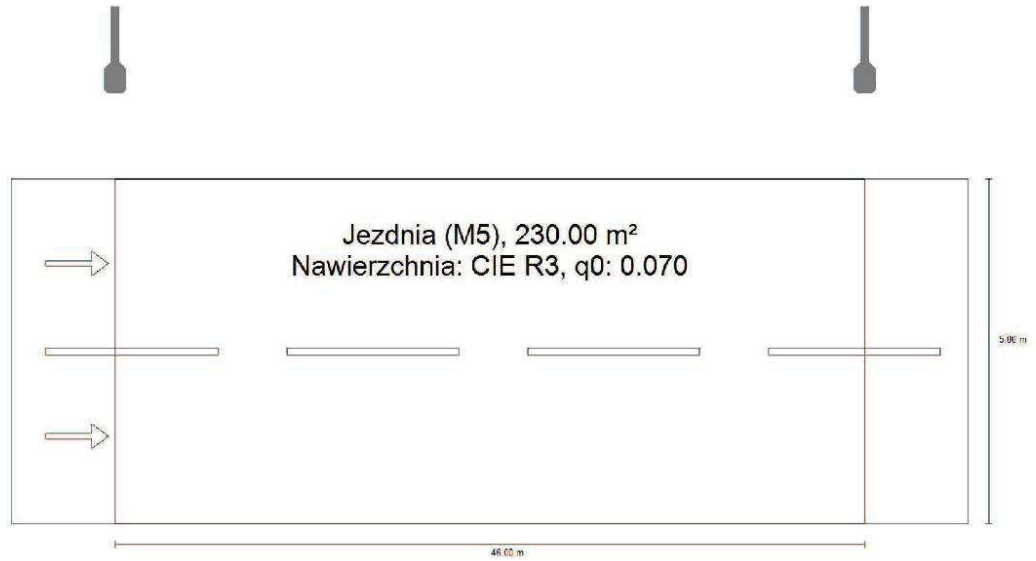 Jezdnia (M5), 230.00 m²
Nawierzchnia: CIE R3, q0: 0.070
5.00 m
46.00 m